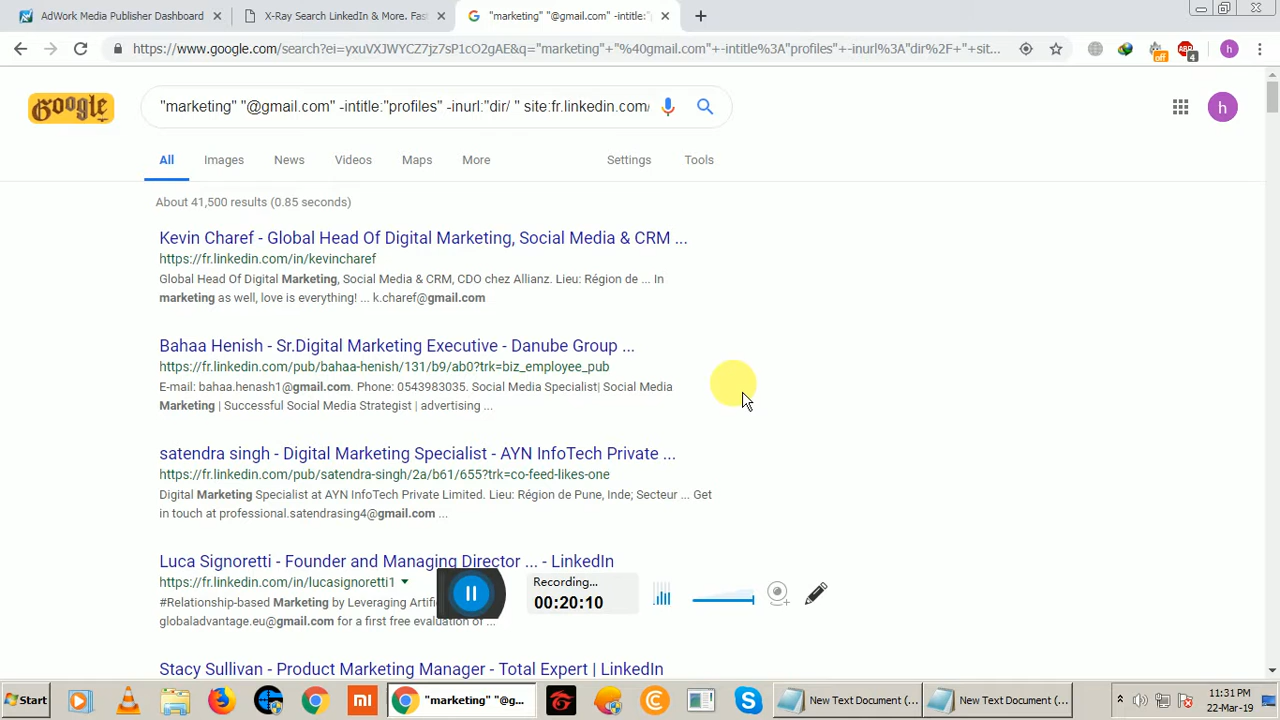 AdWork Media Publisher Dashboard
X-Ray Search LinkedIn & More. Fas
"marketing" "@gmail.com" -intitle:"
https://www.google.com/search?ei=yxuVXJWYCZ7jz7sP1cO2gAE&q="marketing"+"%40gmail.com"+-intitle%3A"profiles"+-inurl%3A"dir%2F+"+sit...
off
ABP
4
h
Google
"marketing" "@gmail.com" -intitle:"profiles" -inurl:"dir/ " site:fr.linkedin.com/
h
All
Images
News
Videos
Maps
More
Settings
Tools
About 41,500 results (0.85 seconds)
Kevin Charef - Global Head Of Digital Marketing, Social Media & CRM ...
https://fr.linkedin.com/in/kevincharef
Global Head Of Digital Marketing, Social Media & CRM, CDO chez Allianz. Lieu: Région de ... In
marketing as well, love is everything! ... k.charef@gmail.com
Bahaa Henish - Sr.Digital Marketing Executive - Danube Group ...
https://fr.linkedin.com/pub/bahaa-henish/131/b9/ab0?trk=biz_employee_pub
E-mail: bahaa.henash1@gmail.com. Phone: 0543983035. Social Media Specialist| Social Media
Marketing | Successful Social Media Strategist | advertising ...
satendra singh - Digital Marketing Specialist - AYN InfoTech Private ...
https://fr.linkedin.com/pub/satendra-singh/2a/b61/655?trk=co-feed-likes-one
Digital Marketing Specialist at AYN InfoTech Private Limited. Lieu: Région de Pune, Inde; Secteur ... Get
in touch at professional.satendrasing4@gmail.com ...
Luca Signoretti - Founder and Managing Director ... - LinkedIn
https://fr.linkedin.com/in/lucasignoretti1
#Relationship-based Marketing by Leveraging Artifi
globaladvantage.eu@gmail.com for a first free evaluation of ...
Recording...
00:20:10
Stacy Sullivan - Product Marketing Manager - Total Expert | LinkedIn
Start
mi
"marketing" "@g...
New Text Document (...
New Text Document (...
11:31 PM
22-Mar-19